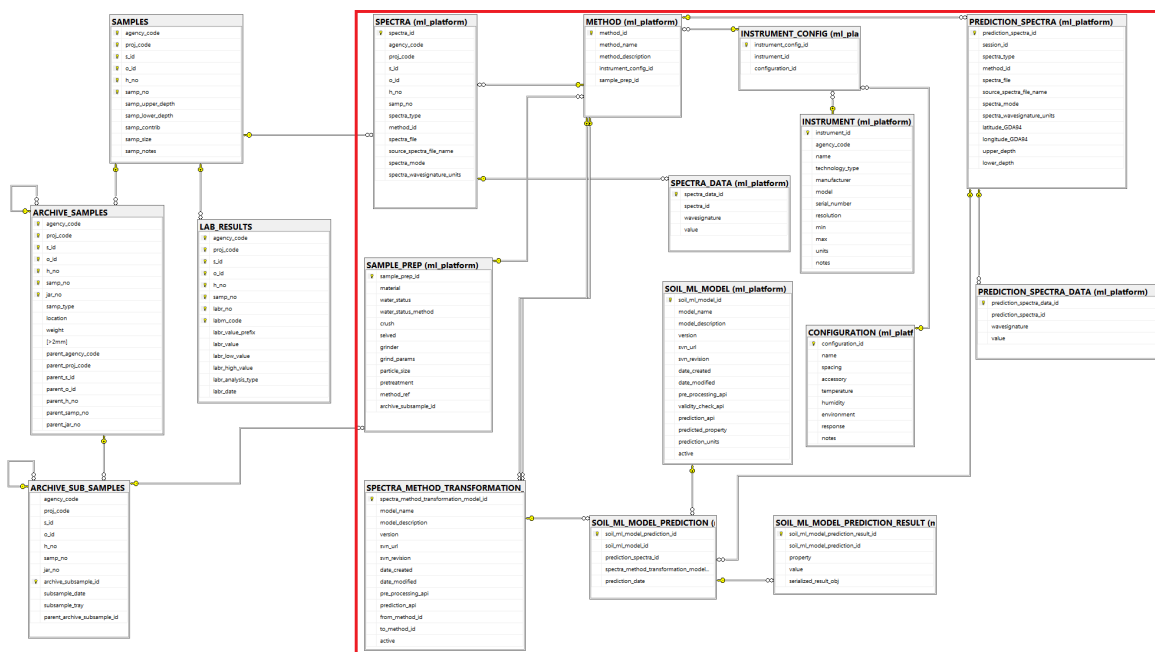 SAMPLES
agency_code
proj_code
s_id
o_id
h_no
samp_no
samp_upper_depth
samp_lower_depth
samp_contrib
samp_size
samp_notes
ARCHIVE_SAMPLES
agency_code
proj_code
s_id
o_id
h_no
samp_no
jar_no
samp_type
location
weight
[>2mm]
parent_agency_code
parent_proj_code
parent_s_id
parent_o_id
parent_h_no
parent_samp_no
parent_jar_no
LAB_RESULTS
agency_code
proj_code
s_id
o_id
h_no
samp_no
labr_no
labm_code
labr_value_prefix
labr_value
labr_low_value
labr_high_value
labr_analysis_type
labr_date
ARCHIVE_SUB_SAMPLES
agency_code
proj_code
s_id
o_id
h_no
samp_no
jar_no
archive_subsample_id
subsample_date
subsample_tray
parent_archive_subsample_id
SPECTRA (ml_platform)
spectra_id
agency_code
proj_code
s_id
o_id
h_no
samp_no
spectra_type
method_id
spectra_file
source_spectra_file_name
spectra_mode
spectra_wavesignature_units
METHOD (ml_platform)
method_id
method_name
method_description
instrument_config_id
sample_prep_id
INSTRUMENT_CONFIG (ml_pla
instrument_config_id
instrument_id
configuration_id
PREDICTION_SPECTRA (ml_platform)
prediction_spectra_id
session_id
spectra_type
method_id
spectra_file
source_spectra_file_name
spectra_mode
spectra_wavesignature_units
latitude_GDA94
longitude_GDA94
upper_depth
lower_depth
INSTRUMENT (ml_platform)
instrument_id
agency_code
name
technology_type
manufacturer
model
serial_number
resolution
min
max
units
notes
SPECTRA_DATA (ml_platform)
spectra_data_id
spectra_id
wavesignature
value
SAMPLE_PREP (ml_platform)
sample_prep_id
material
water_status
water_status_method
crush
seived
grinder
grind_params
particle_size
pretreatment
method_ref
archive_subsample_id
SOIL_ML_MODEL (ml_platform)
soil_ml_model_id
model_name
model_description
version
svn_url
svn_revision
date_created
date_modified
pre_processing_api
validity_check_api
prediction_api
predicted_property
prediction_units
active
PREDICTION_SPECTRA_DATA (ml_platform)
prediction_spectra_data_id
prediction_spectra_id
wavesignature
value
CONFIGURATION (ml_platf
configuration_id
name
spacing
accessory
temperature
humidity
environment
response
notes
SPECTRA_METHOD_TRANSFORMATION_
spectra_method_transformation_model_id
model_name
model_description
version
svn_url
svn_revision
date_created
date_modified
pre_processing_api
prediction_api
from_method_id
to_method_id
active
SOIL_ML_MODEL_PREDICTION (
soil_ml_model_prediction_id
soil_ml_model_id
prediction_spectra_id
spectra_method_transformation_model...
prediction_date
SOIL_ML_MODEL_PREDICTION_RESULT (m
soil_ml_model_prediction_result_id
soil_ml_model_prediction_id
property
value
serialized_result_obj